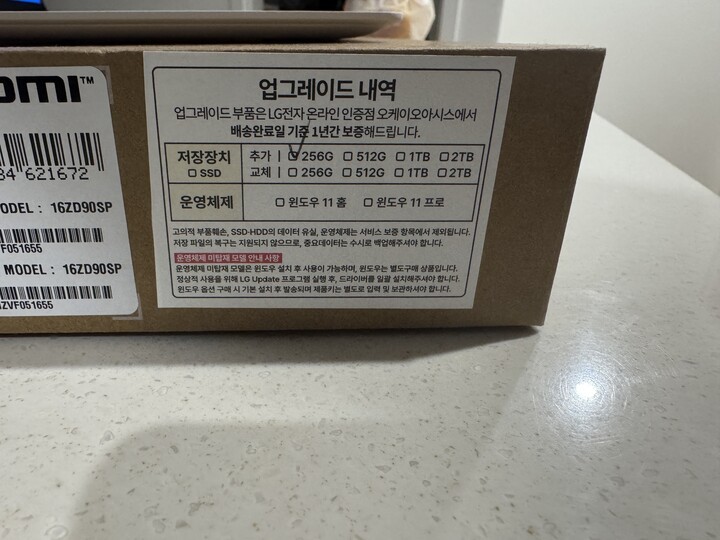 omi™
84 621672
MODEL : 16ZD90SP
VF051655
MODEL : 16ZD90SP
ZVF051655
업그레이드 내역
업그레이드 부품은 LG전자 온라인 인증점 오케이오아시스에서
배송완료일 기준 1년간 보증해드립니다.
저장장치 추가 | ☑ 256G ☐ 512G ☐ 1TB ☐ 2TB
☐ SSD 교체 | ☐ 256G ☐ 512G ☐ 1TB ☐ 2TB
운영체제 ☐ 윈도우 11 홈 ☐ 윈도우 11 프로
고의적 부품훼손, SSD·HDD의 데이터 유실, 운영체제는 서비스 보증 항목에서 제외됩니다.
저장 파일의 복구는 지원되지 않으므로, 중요데이터는 수시로 백업해주셔야 합니다.
운영체제 미탑재 모델 안내 사항
운영체제 미탑재 모델은 윈도우 설치 후 사용이 가능하며, 윈도우는 별도구매 상품입니다.
정상적 사용을 위해 LG Update 프로그램 실행 후, 드라이버를 일괄 설치해주셔야 합니다.
윈도우 옵션 구매 시 기본 설치 후 발송되며 제품키는 별도로 입력 및 보관하셔야 합니다.